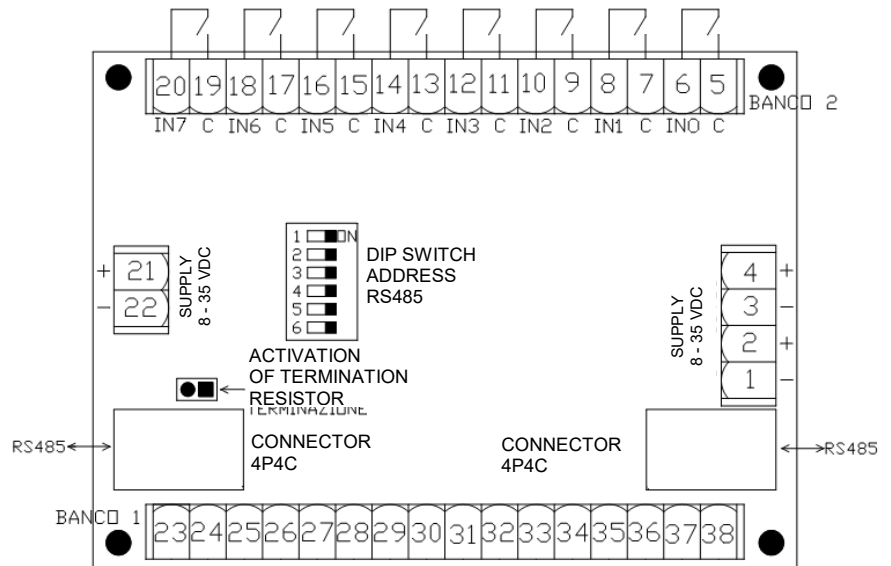 20 19 18 17 16 15 14 13 12 11 10 9 8 7 6 5
BANCO 2
IN7 C IN6 C IN5 C IN4 C IN3 C IN2 C IN1 C IN0 C
1 ON
2
3
4
5
6
DIP SWITCH
ADDRESS
RS485
+ 21
- 22
SUPPLY
8 - 35 VDC
SUPPLY
8 - 35 VDC
4 +
3 -
2 +
1 -
ACTIVATION
OF TERMINATION
RESISTOR
TERMINAZIONE
RS485
CONNECTOR
4P4C
CONNECTOR
4P4C
RS485
BANCO 1
23 24 25 26 27 28 29 30 31 32 33 34 35 36 37 38